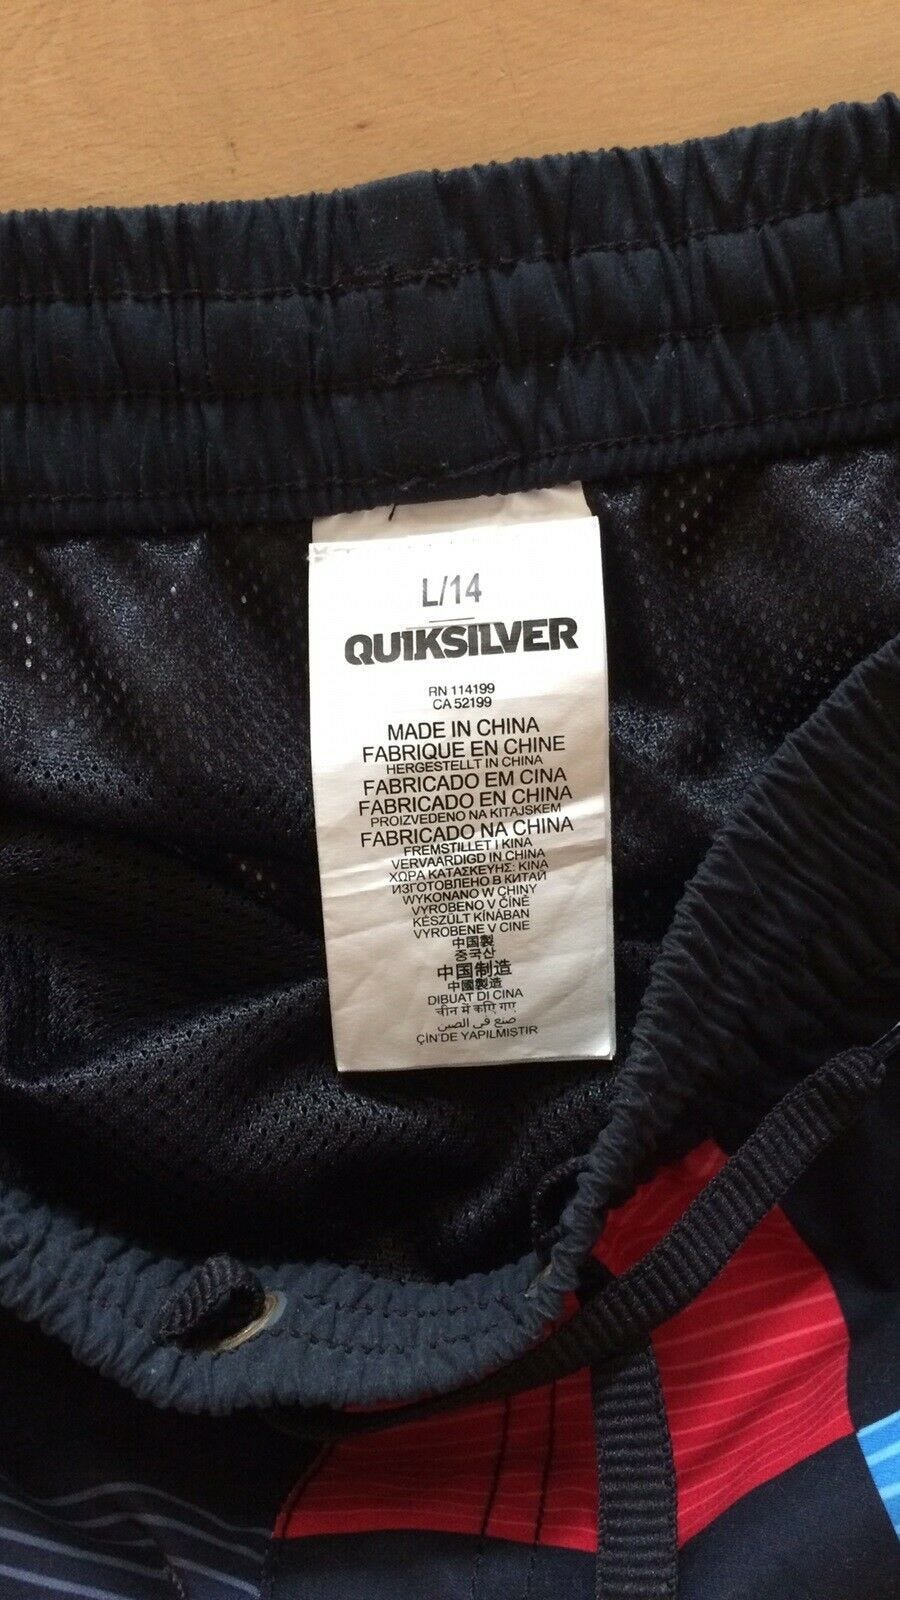 L/14
QUIKSILVER
RN 114199
CA 52199
MADE IN CHINA
FABRIQUE EN CHINE
HERGESTELLT IN CHINA
FABRICADO EM CINA
FABRICADO EN CHINA
PROIZVEDENO NA KITAJSKEM
FABRICADO NA CHINA
FREMSTILLET I KINA
VERVAARDIGD IN CHINA
ΧΩΡΑ ΚΑΤΑΣΚΕΥΗΣ: ΚΙΝΑ
ИЗГОТОВЛЕНО В КИТАЙ
WYKONANO W CHINY
VYROBENO V ČÍNĚ
KÉSZÜLT KÍNÁBAN
VYROBENE V CINE
中国製
중국산
中国制造
中國製造
DIBUAT DI CINA
चीन में कऍि गए
صنع في الصين
ÇİN'DE YAPILMIŞTIR